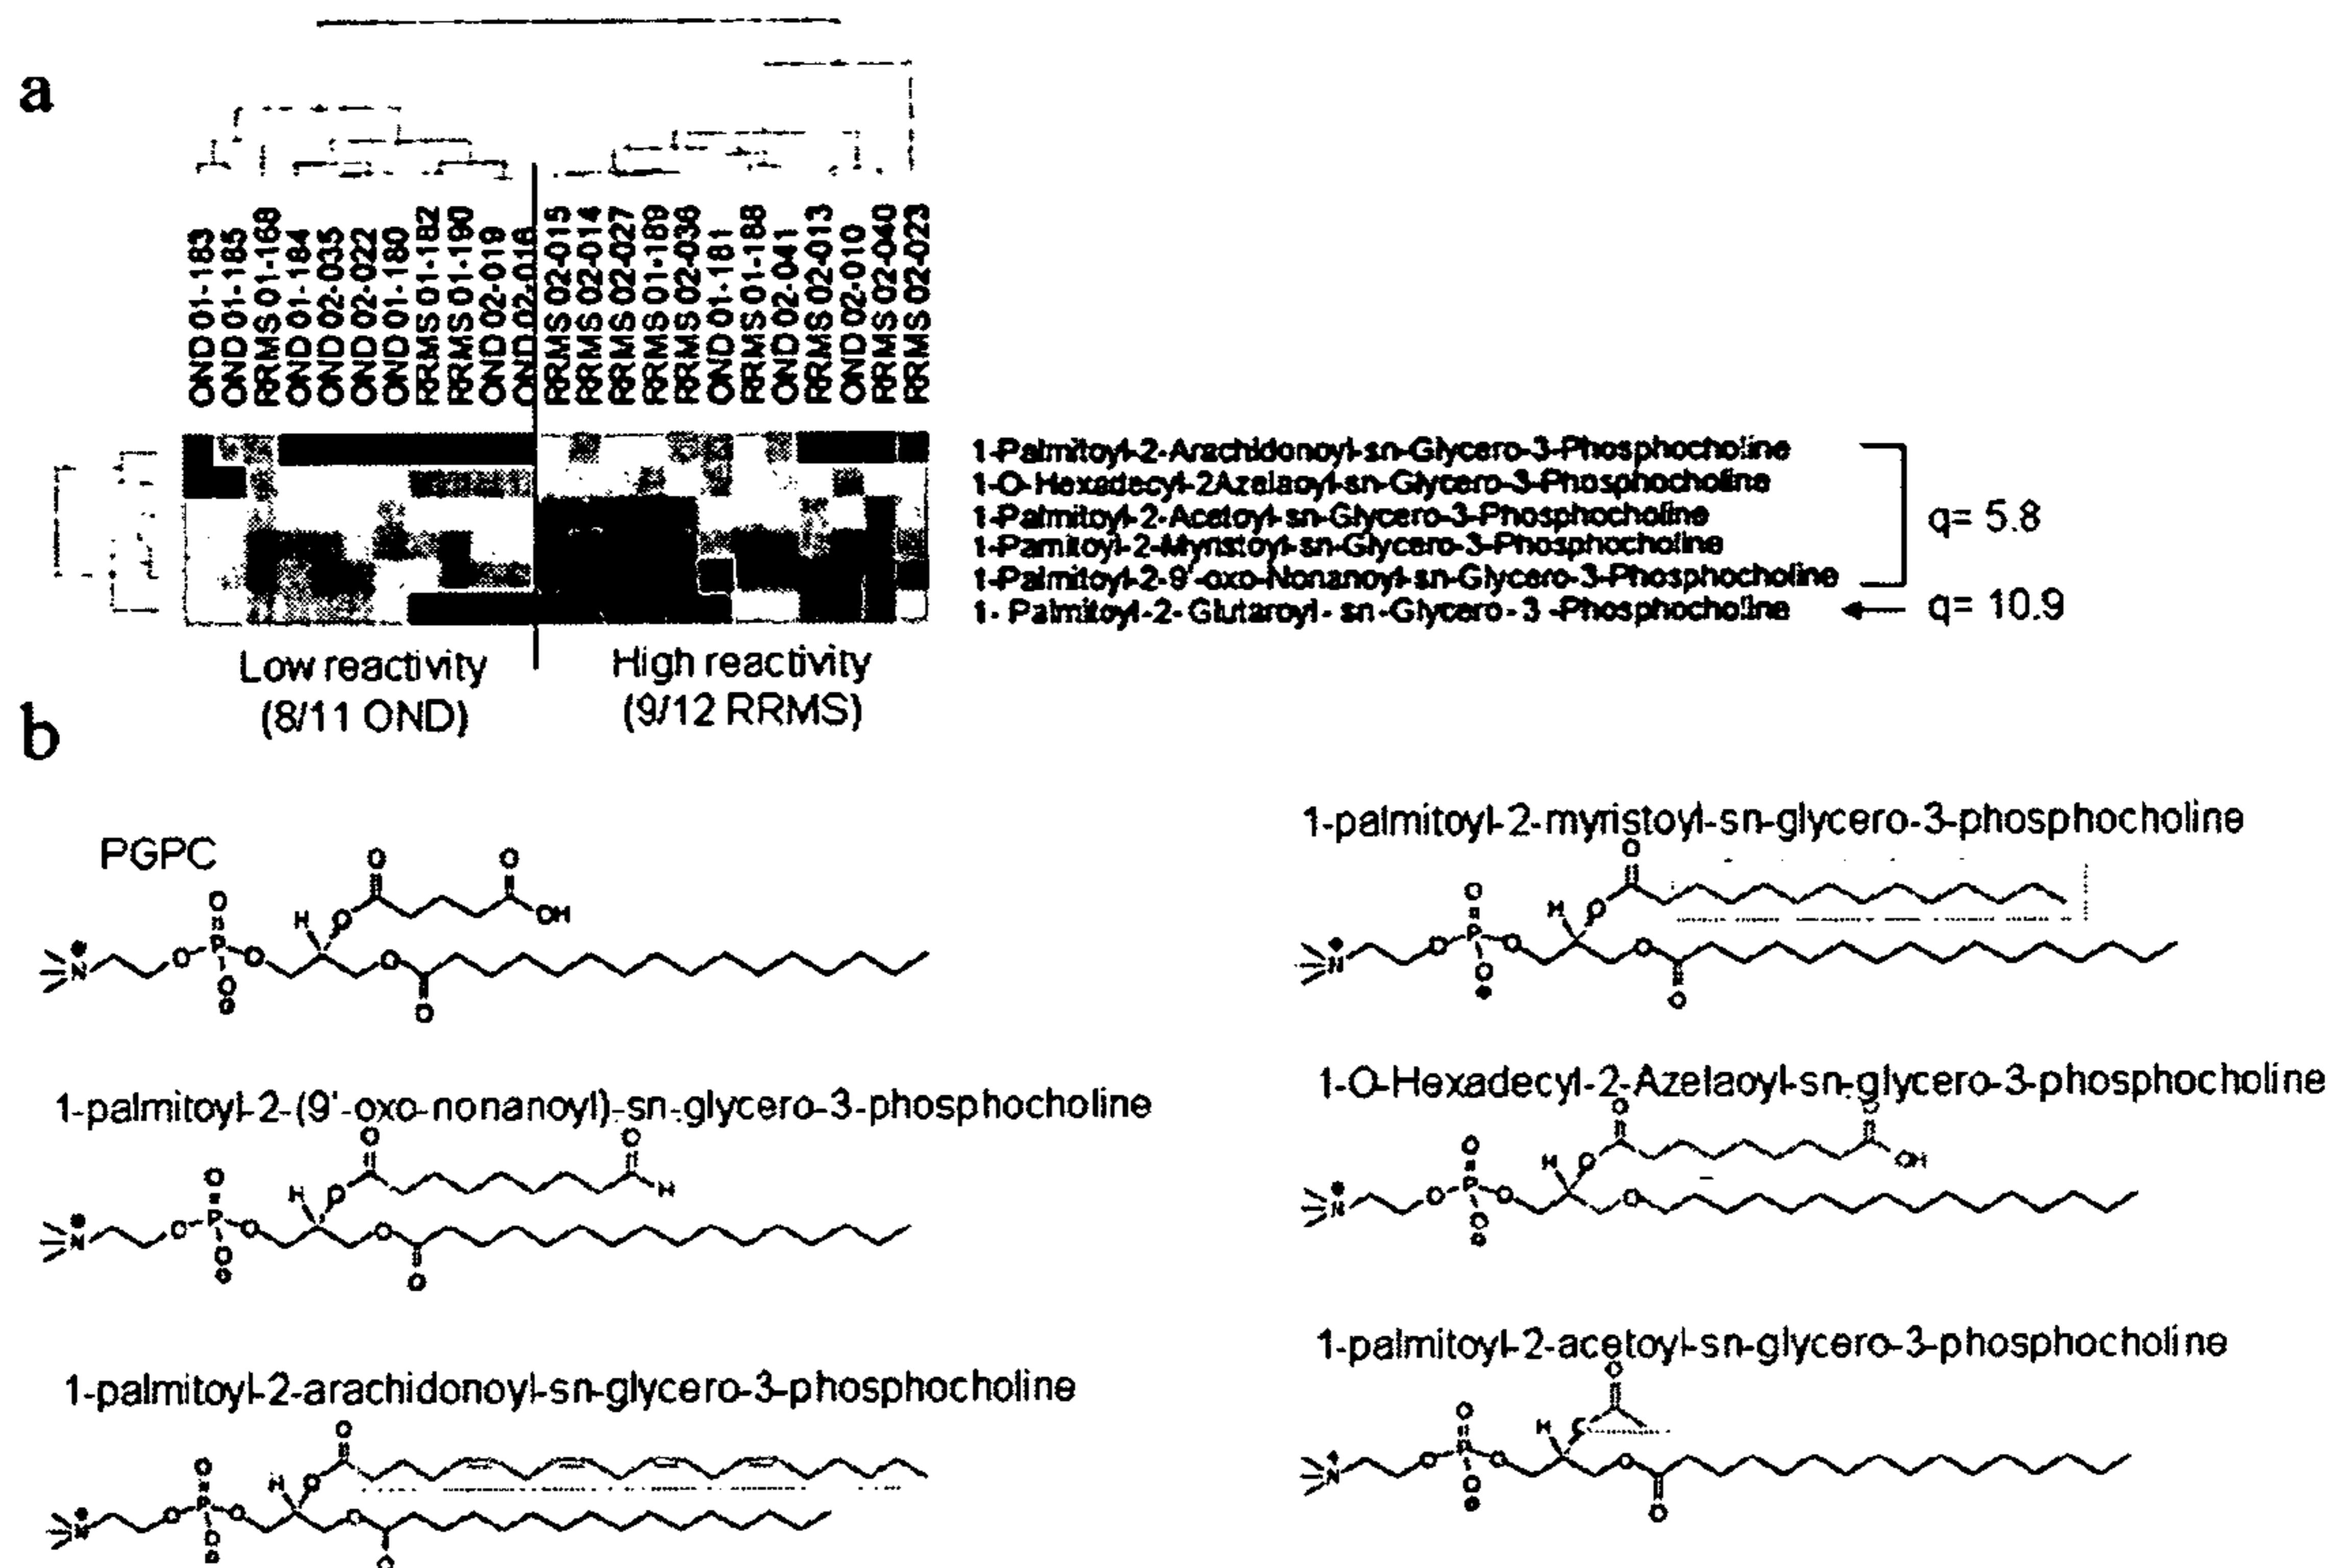 a
OND 01-183
OND 01-185
RRMS 01-168
OND 01-184
OND 02-035
OND 02-022
OND 01-180
RRMS 01-182
RRMS 01-190
OND 02-019
OND 02-016
RRMS 02-015
RRMS 02-014
RRMS 02-027
RRMS 01-189
RRMS 02-036
OND 01-181
RRMS 01-188
OND 02-041
RRMS 02-013
OND 02-010
RRMS 02-040
RRMS 02-023
1-Palmitoyl-2-Arachidonoyl-sn-Glycero-3-Phosphocholine
1-O-Hexadecyl-2Azelaoyl-sn-Glycero-3-Phosphocholine
1-Palmitoyl-2-Acetoyl-sn-Glycero-3-Phosphocholine
1-Pamitoyl-2-Myristoyl-sn-Glycero-3-Phosphocholine
1-Palmitoyl-2-9'-oxo-Nonanoyl-sn-Glycero-3-Phosphocholine
1- Palmitoyl-2- Glutaroyl- sn -Glycero- 3 -Phosphocholine
q= 5.8
q= 10.9
Low reactivity
(8/11 OND)
High reactivity
(9/12 RRMS)
b
PGPC
1-palmitoyl-2-myristoyl-sn-glycero-3-phosphocholine
1-palmitoyl-2-(9'-oxo-nonanoyl)-sn-glycero-3-phosphocholine
1-O-Hexadecyl-2-Azelaoyl-sn-glycero-3-phosphocholine
1-palmitoyl-2-arachidonoyl-sn-glycero-3-phosphocholine
1-palmitoyl-2-acetoyl-sn-glycero-3-phosphocholine